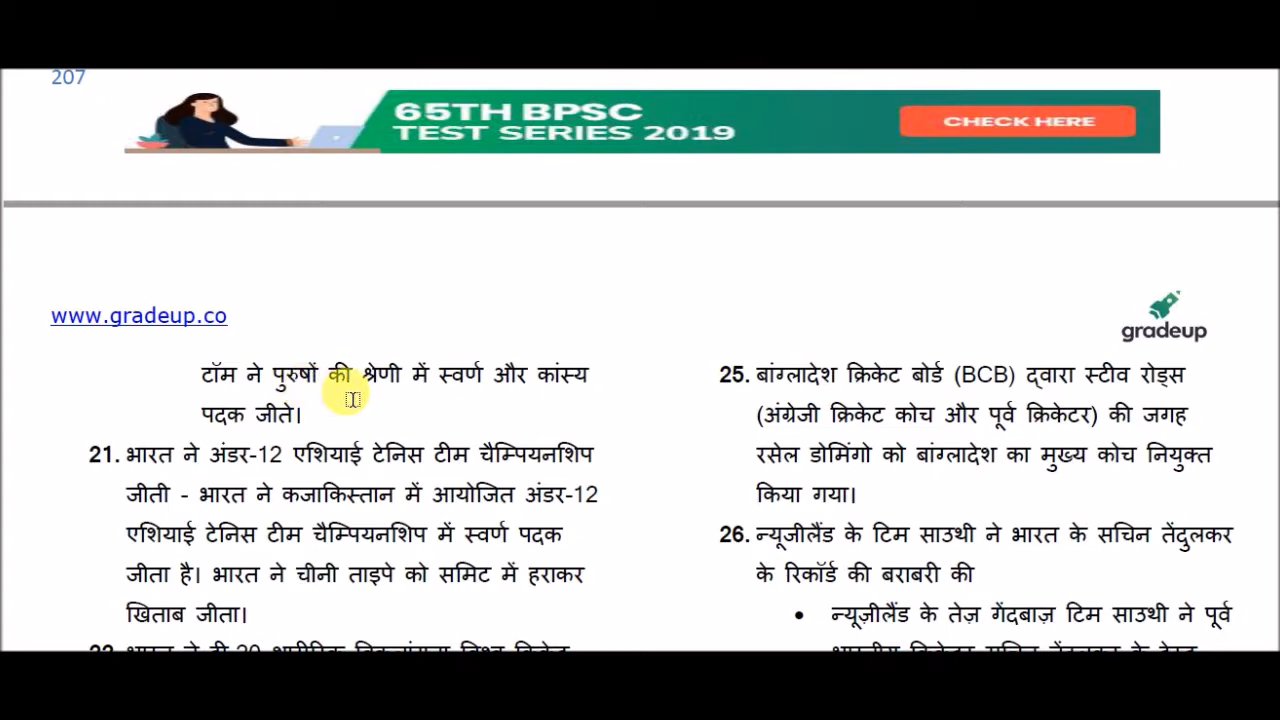 207
65TH BPSC
TEST SERIES 2019
CHECK HERE
www.gradeup.co
gradeup
टॉम ने पुरुषों की श्रेणी में स्वर्ण और कांस्य
पदक जीते।
21. भारत ने अंडर-12 एशियाई टेनिस टीम चैम्पियनशिप
जीती - भारत ने कजाकिस्तान में आयोजित अंडर-12
एशियाई टेनिस टीम चैम्पियनशिप में स्वर्ण पदक
जीता है। भारत ने चीनी ताइपे को समिट में हराकर
खिताब जीता।
25. बांग्लादेश क्रिकेट बोर्ड (BCB) द्वारा स्टीव रोड्स
(अंग्रेजी क्रिकेट कोच और पूर्व क्रिकेटर) की जगह
रसेल डोमिंगो को बांग्लादेश का मुख्य कोच नियुक्त
किया गया।
26. न्यूजीलैंड के टिम साउथी ने भारत के सचिन तेंदुलकर
के रिकॉर्ड की बराबरी की
• न्यूज़ीलैंड के तेज़ गेंदबाज़ टिम साउथी ने पूर्व